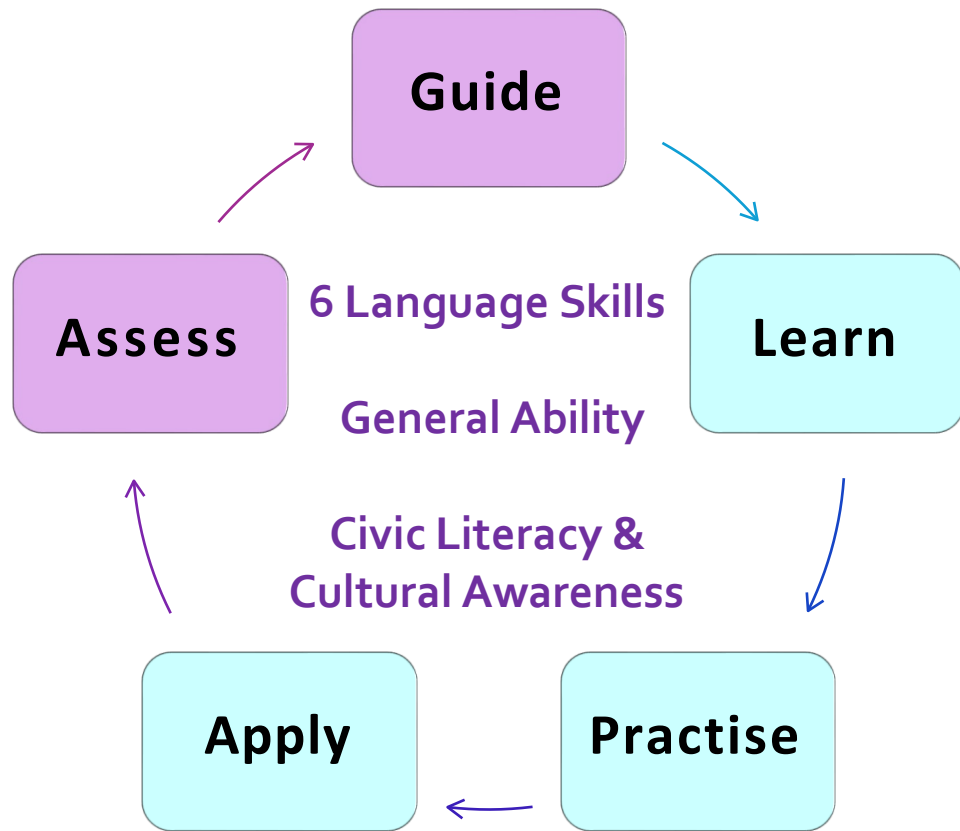 Guide
6 Language Skills
Assess
Learn
General Ability
Civic Literacy &
Cultural Awareness
Apply
Practise